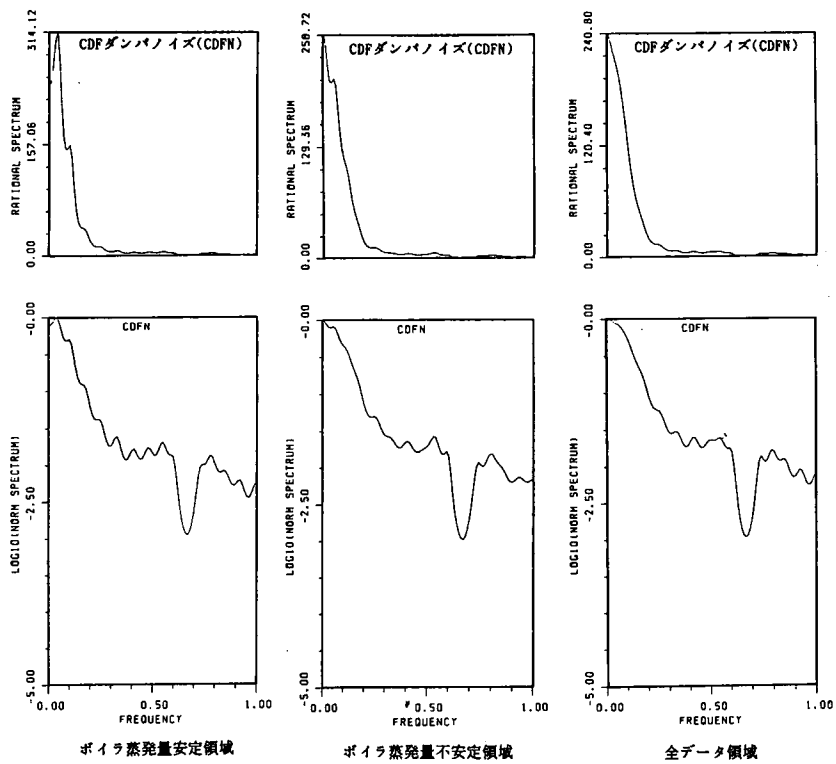 CDFダンパノイズ(CDFN)
314.12
157.06
0.00
RATIONAL SPECTRUM
CDFダンパノイズ(CDFN)
258.72
129.36
0.00
RATIONAL SPECTRUM
CDFダンパノイズ(CDFN)
240.80
120.40
0.00
RATIONAL SPECTRUM
CDFN
-0.00
-2.50
-5.00
LOG10(NORM SPECTRUM)
0.00 0.50 1.00
FREQUENCY
ボイラ蒸発量安定領域
CDFN
-0.00
-2.50
-5.00
LOG10(NORM SPECTRUM)
0.00 0.50 1.00
FREQUENCY
ボイラ蒸発量不安定領域
CDFN
-0.00
-2.50
-5.00
LOG10(NORM SPECTRUM)
0.00 0.50 1.00
FREQUENCY
全データ領域